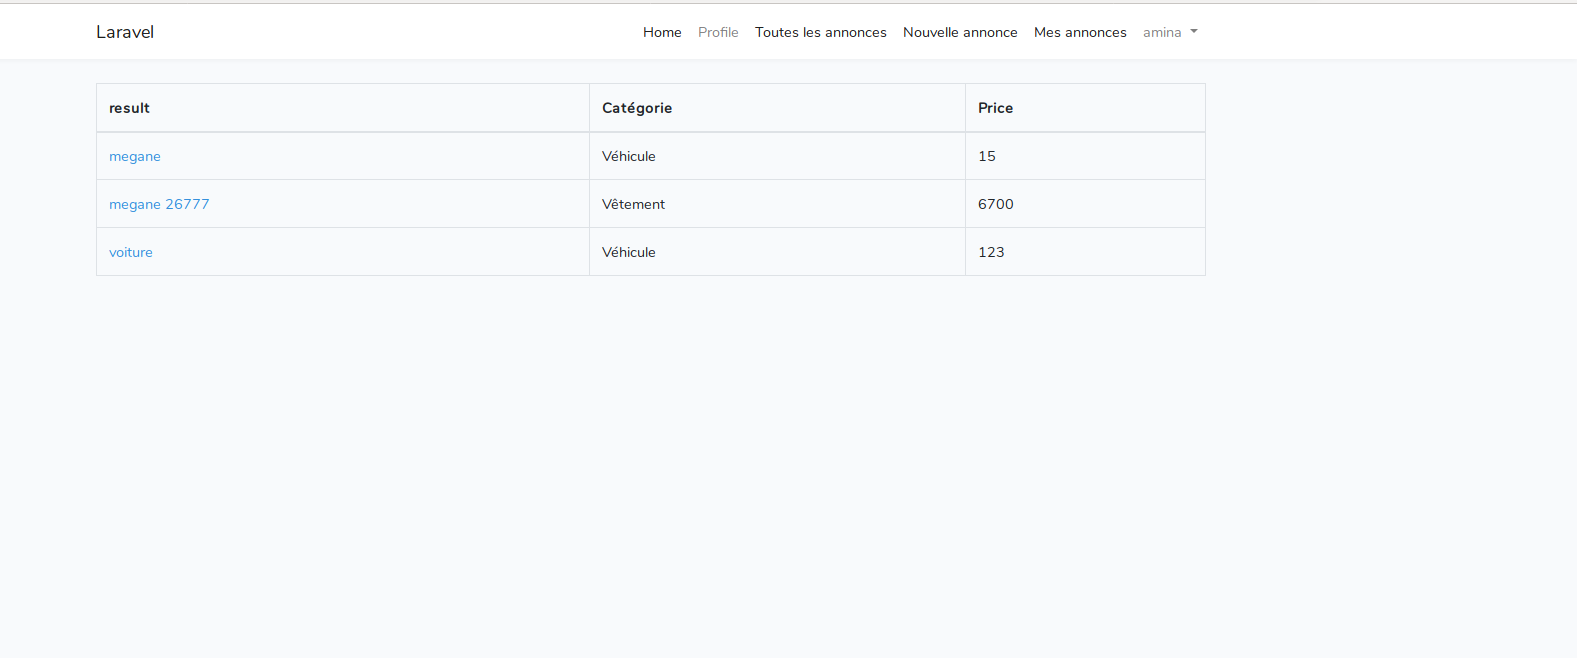 Laravel Home Profile Toutes les annonces Nouvelle annonce Mes annonces amina
result Catégorie Price
megane Véhicule 15
megane 26777 Vêtement 6700
voiture Véhicule 123